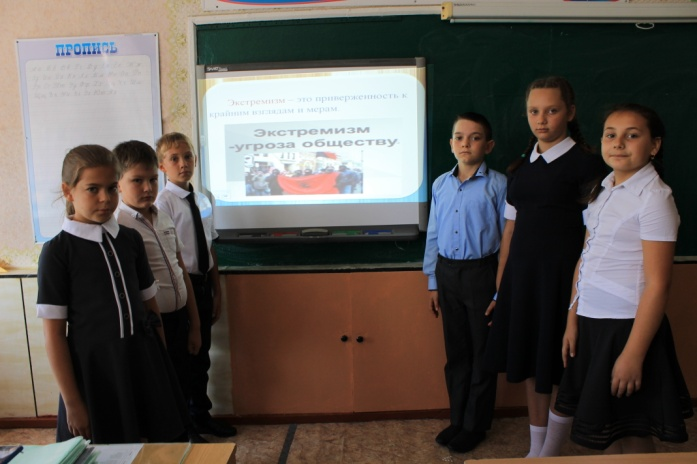 ПРОПИСЬ
Экстремизм – это приверженность к
крайним взглядам и мерам.
Экстремизм
-угроза обществу